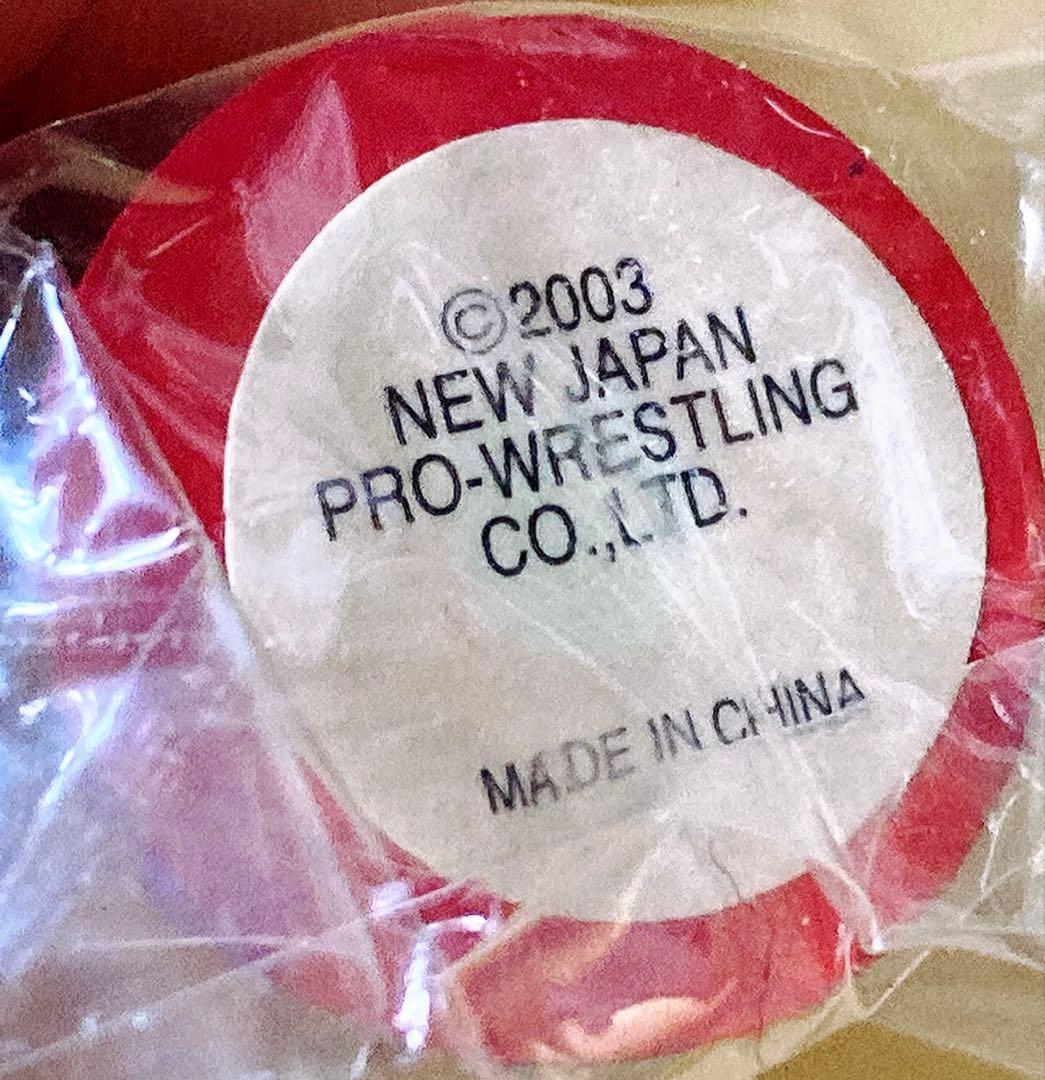 ©2003
NEW JAPAN
PRO-WRESTLING
CO.,LTD.
MADE IN CHINA